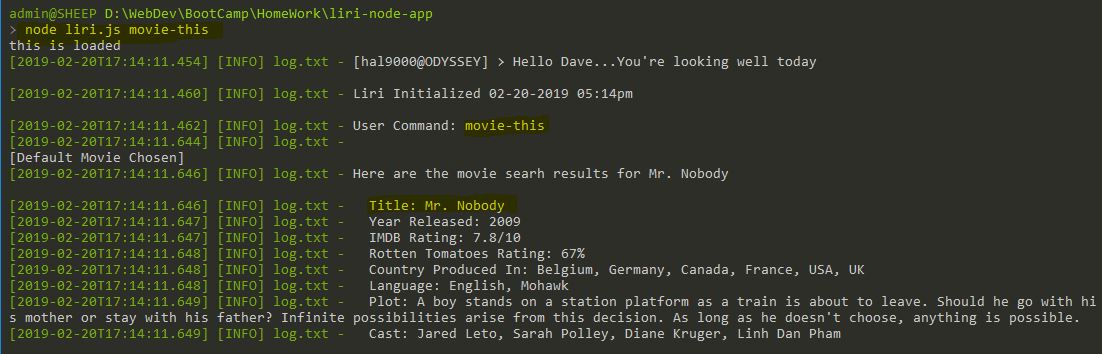 admin@SHEEP D:\WebDev\BootCamp\HomeWork\liri-node-app
> node liri.js movie-this
this is loaded
[2019-02-20T17:14:11.454] [INFO] log.txt - [hal9000@ODYSSEY] > Hello Dave...You're looking well today
[2019-02-20T17:14:11.460] [INFO] log.txt - Liri Initialized 02-20-2019 05:14pm
[2019-02-20T17:14:11.462] [INFO] log.txt - User Command: movie-this
[2019-02-20T17:14:11.644] [INFO] log.txt -
[Default Movie Chosen]
[2019-02-20T17:14:11.646] [INFO] log.txt - Here are the movie searh results for Mr. Nobody
[2019-02-20T17:14:11.646] [INFO] log.txt -   Title: Mr. Nobody
[2019-02-20T17:14:11.647] [INFO] log.txt -   Year Released: 2009
[2019-02-20T17:14:11.647] [INFO] log.txt -   IMDB Rating: 7.8/10
[2019-02-20T17:14:11.648] [INFO] log.txt -   Rotten Tomatoes Rating: 67%
[2019-02-20T17:14:11.648] [INFO] log.txt -   Country Produced In: Belgium, Germany, Canada, France, USA, UK
[2019-02-20T17:14:11.648] [INFO] log.txt -   Language: English, Mohawk
[2019-02-20T17:14:11.649] [INFO] log.txt -   Plot: A boy stands on a station platform as a train is about to leave. Should he go with hi
s mother or stay with his father? Infinite possibilities arise from this decision. As long as he doesn't choose, anything is possible.
[2019-02-20T17:14:11.649] [INFO] log.txt -   Cast: Jared Leto, Sarah Polley, Diane Kruger, Linh Dan Pham